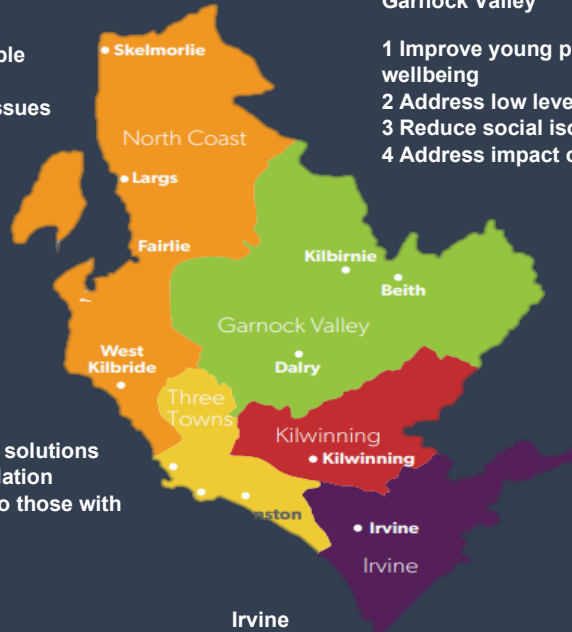 Garnock Valley
1 Improve young p
wellbeing
2 Address low leve
3 Reduce social iso
4 Address impact o
ple
ssues
Skelmorlie
North Coast
Largs
Fairlie
Kilbirnie
Beith
Garnock Valley
West
Kilbride
Dalry
Three
Towns
Kilwinning
Kilwinning
solutions
lation
o those with
aston
Irvine
Irvine
Irvine